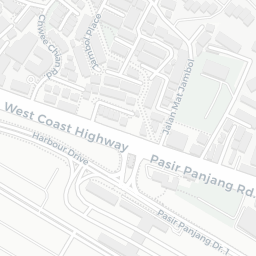 Chwee Chian Rd
Jambol Place
Jalan Mat Jambol
West Coast Highway
Pasir Panjang Rd.
Harbour Drive
Pasir Panjang Dr. 1